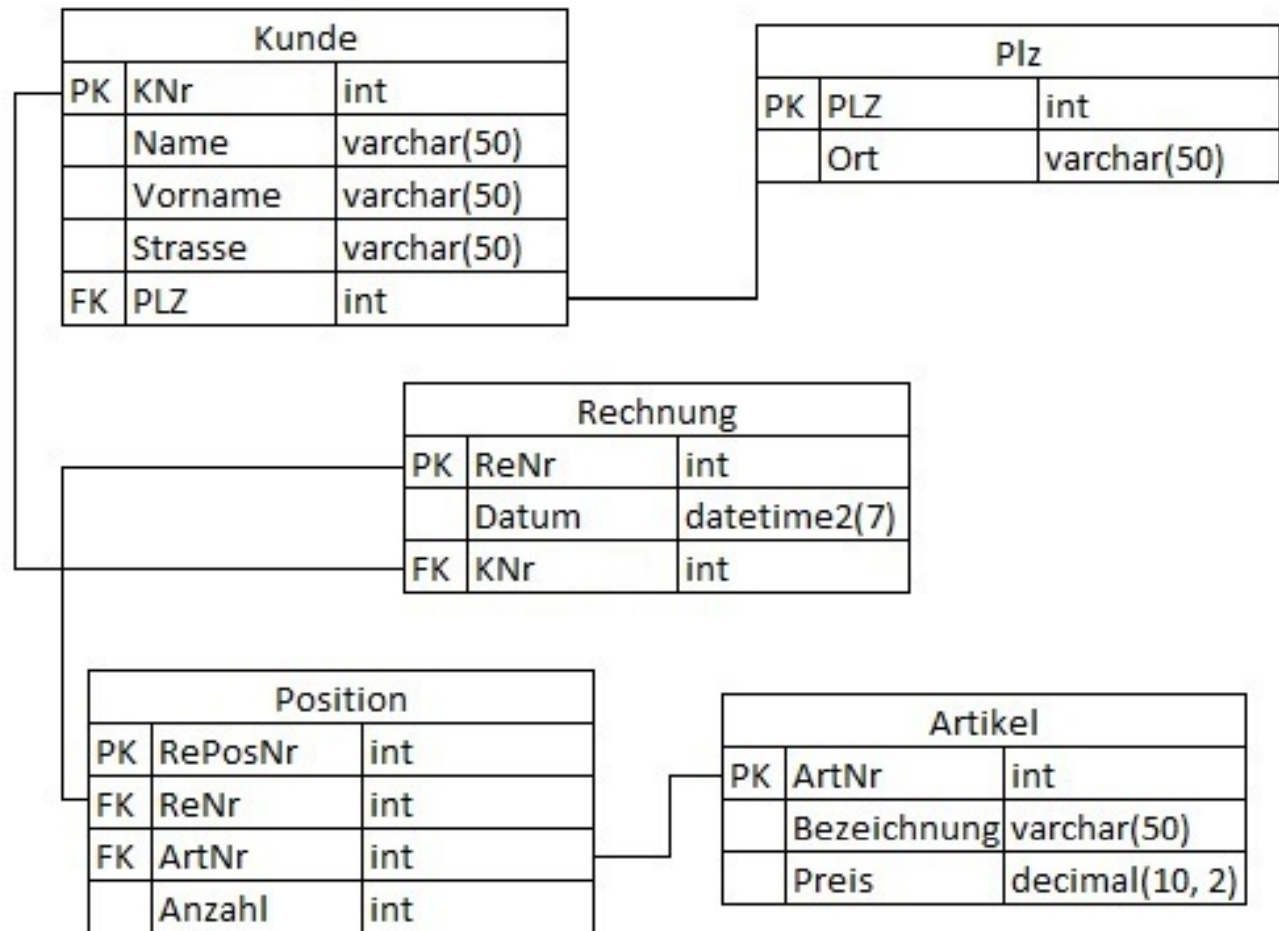 Kunde
PK KNr int
Name varchar(50)
Vorname varchar(50)
Strasse varchar(50)
FK PLZ int
Plz
PK PLZ int
Ort varchar(50)
Rechnung
PK ReNr int
Datum datetime2(7)
FK KNr int
Position
PK RePosNr int
FK ReNr int
FK ArtNr int
Anzahl int
Artikel
PK ArtNr int
Bezeichnung varchar(50)
Preis decimal(10, 2)